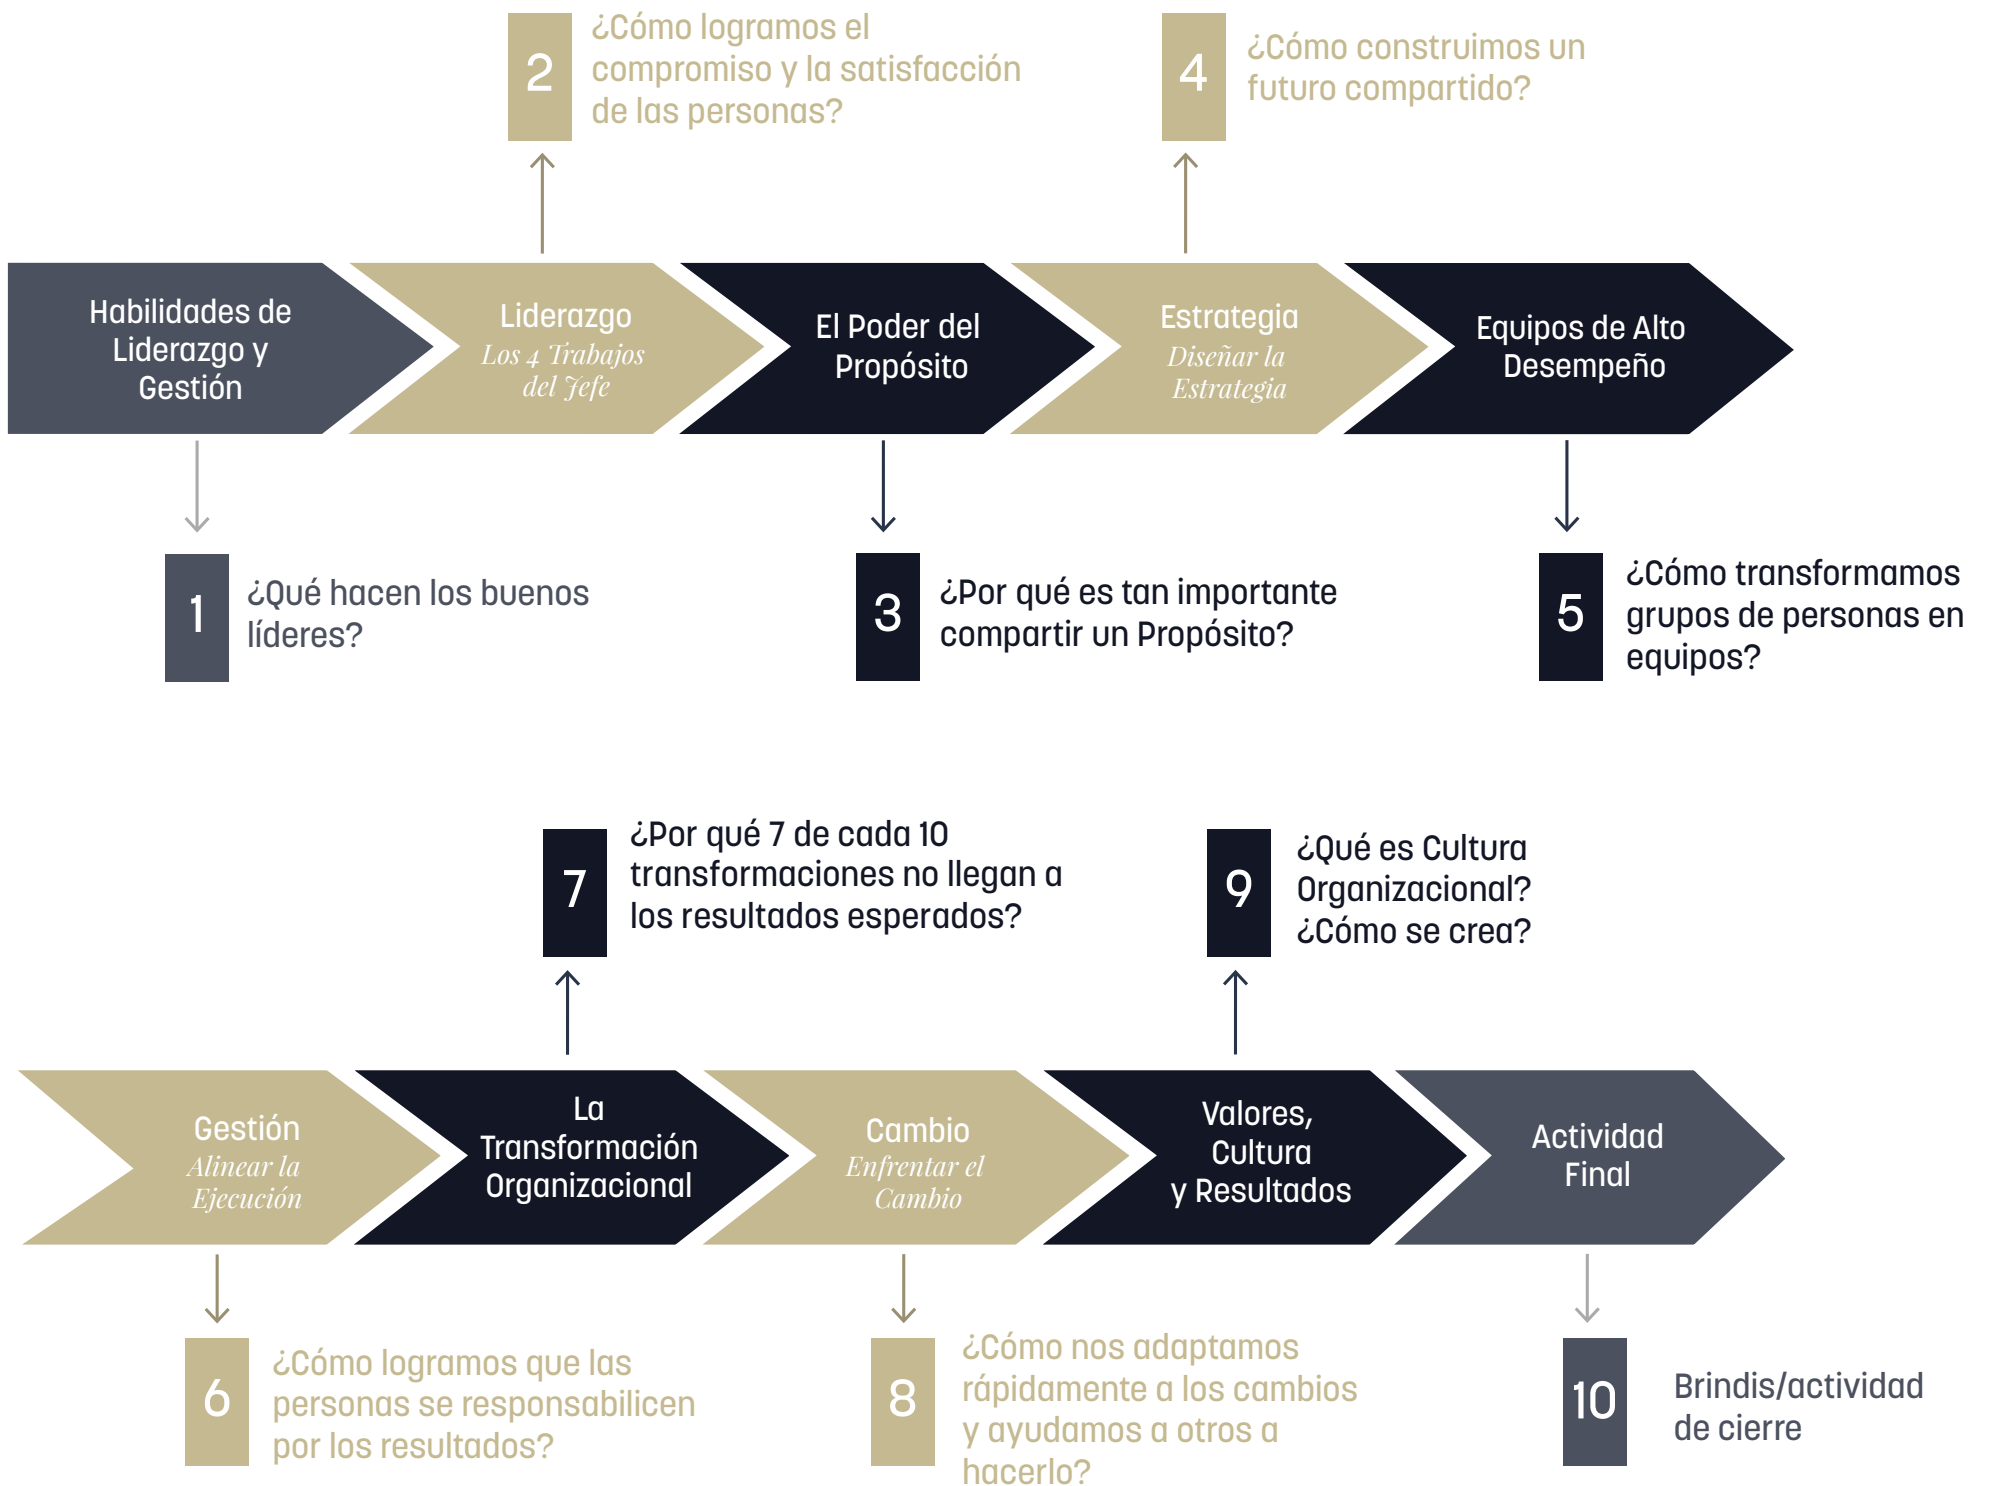 2
¿Cómo logramos el
compromiso y la satisfacción
de las personas?
4
¿Cómo construimos un
futuro compartido?
Habilidades de
Liderazgo y
Gestión
Liderazgo
Los 4 Trabajos
del Jefe
El Poder del
Propósito
Estrategia
Diseñar la
Estrategia
Equipos de Alto
Desempeño
1
¿Qué hacen los buenos
líderes?
3
¿Por qué es tan importante
compartir un Propósito?
5
¿Cómo transformamos
grupos de personas en
equipos?
7
¿Por qué 7 de cada 10
transformaciones no llegan a
los resultados esperados?
9
¿Qué es Cultura
Organizacional?
¿Cómo se crea?
Gestión
Alinear la
Ejecución
La
Transformación
Organizacional
Cambio
Enfrentar el
Cambio
Valores,
Cultura
y Resultados
Actividad
Final
6
¿Cómo logramos que las
personas se responsabilicen
por los resultados?
8
¿Cómo nos adaptamos
rápidamente a los cambios
y ayudamos a otros a
hacerlo?
10
Brindis/actividad
de cierre